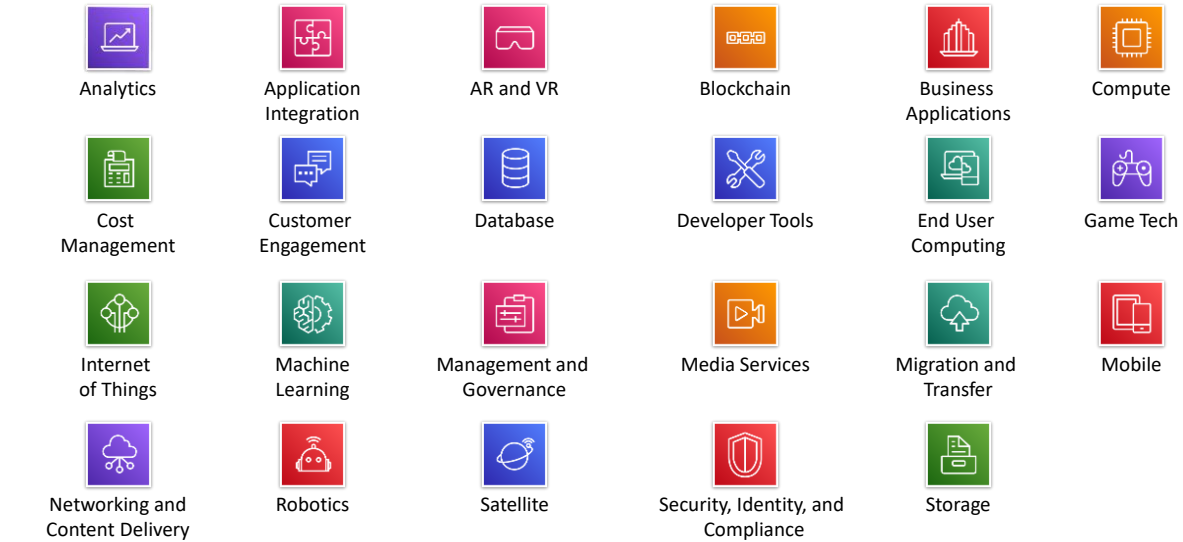 Analytics
Application
Integration
AR and VR
Blockchain
Business
Applications
Compute
Cost
Management
Customer
Engagement
Database
Developer Tools
End User
Computing
Game Tech
Internet
of Things
Machine
Learning
Management and
Governance
Media Services
Migration and
Transfer
Mobile
Networking and
Content Delivery
Robotics
Satellite
Security, Identity, and
Compliance
Storage